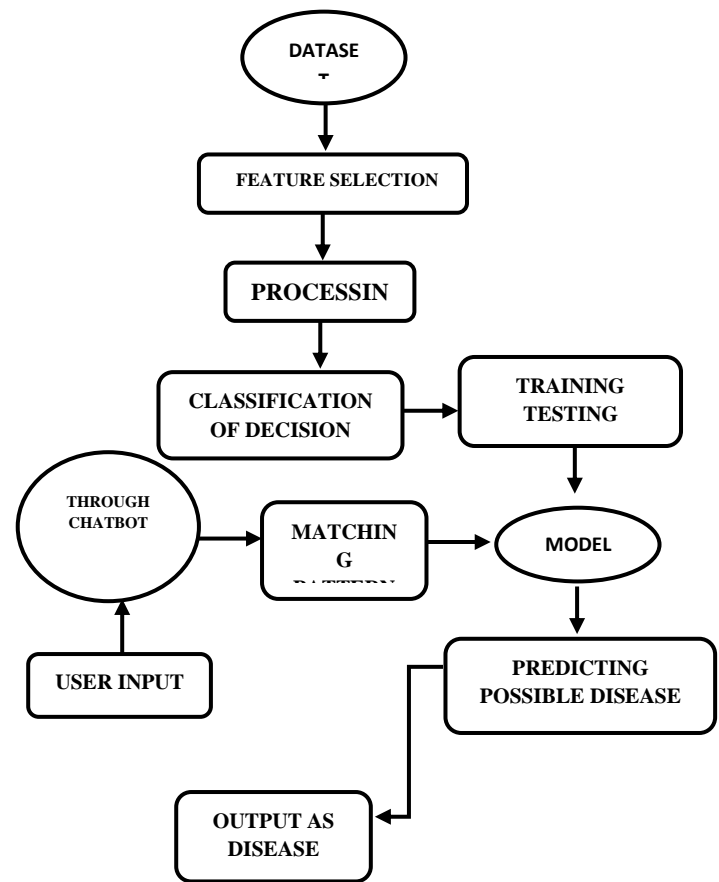 DATASE
FEATURE SELECTION
PROCESSIN
CLASSIFICATION
OF DECISION
TRAINING
TESTING
THROUGH
CHATBOT
MATCHIN
G
MODEL
USER INPUT
PREDICTING
POSSIBLE DISEASE
OUTPUT AS
DISEASE